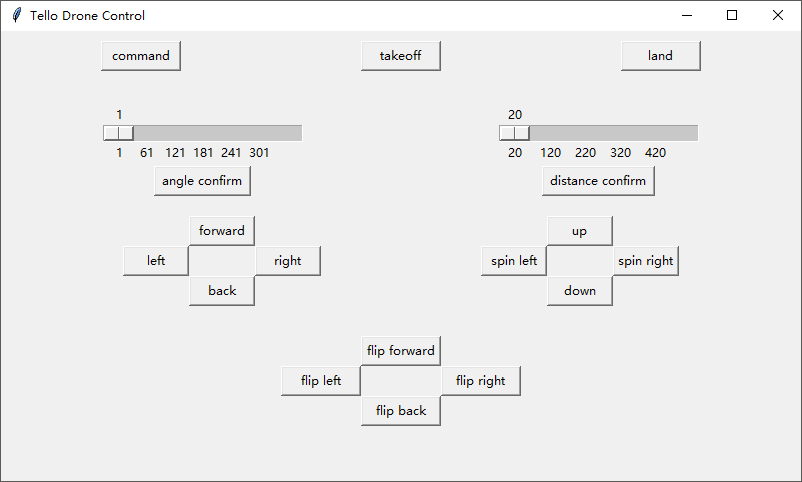 Tello Drone Control
command takeoff land
1 20
1 61 121 181 241 301 20 120 220 320 420
angle confirm distance confirm
forward up
left right spin left spin right
back down
flip forward
flip left flip right
flip back